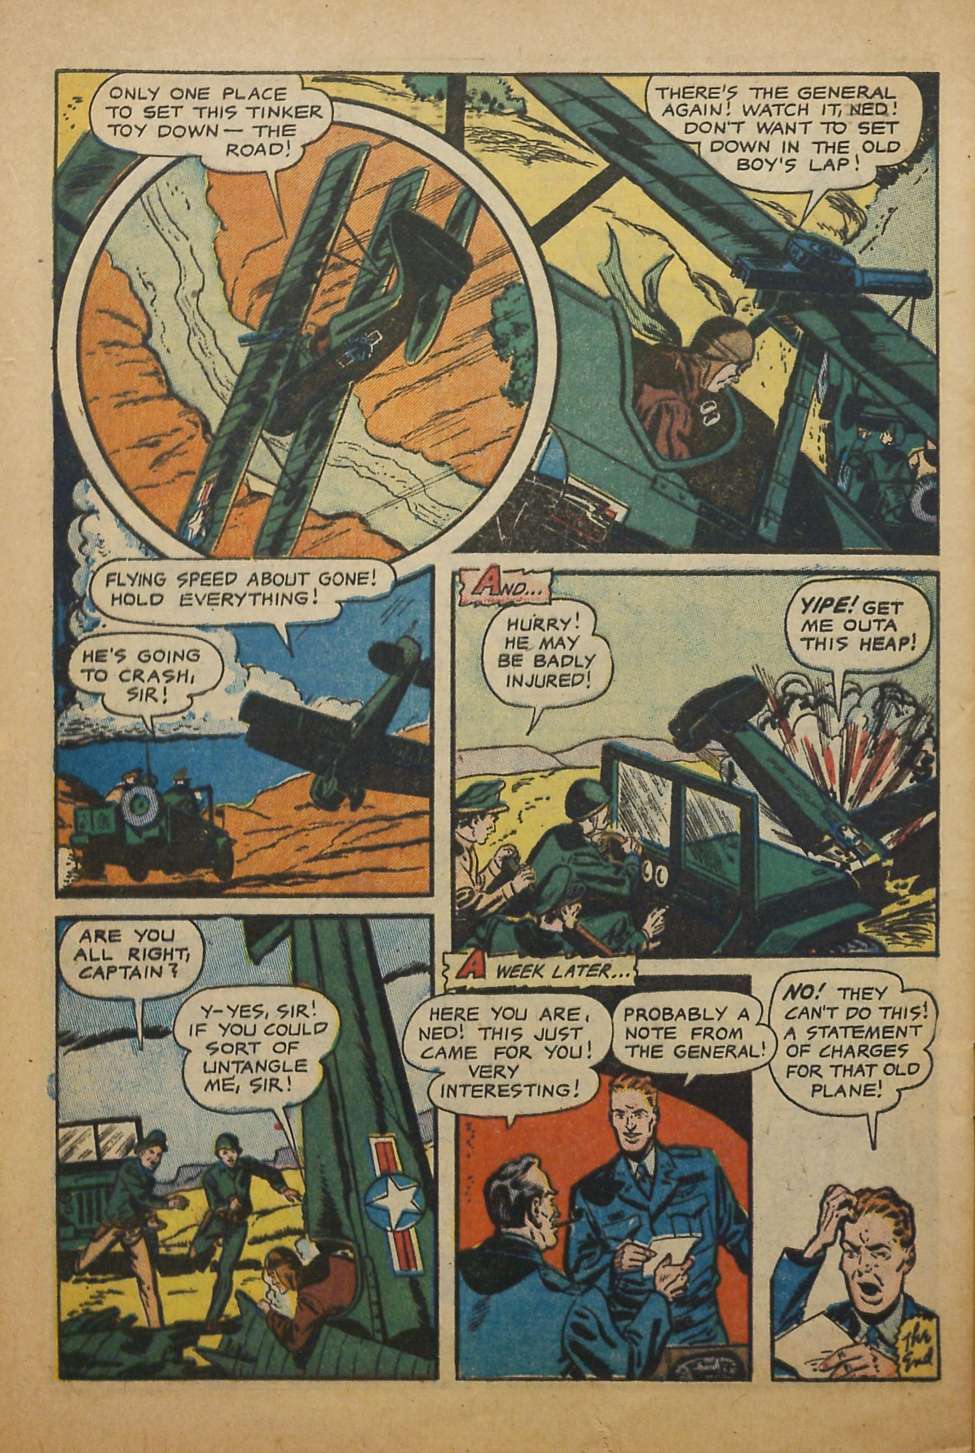 ONLY ONE PLACE
TO SET THIS TINKER
TOY DOWN — THE
ROAD!
THERE'S THE GENERAL
AGAIN! WATCH IT, NED!
DON'T WANT TO SET
DOWN IN THE OLD
BOY'S LAP!
FLYING SPEED ABOUT GONE!
HOLD EVERYTHING!
HE'S GOING
TO CRASH,
SIR!
AND...
HURRY!
HE MAY
BE BADLY
INJURED!
YIPE! GET
ME OUTA
THIS HEAP!
ARE YOU
ALL RIGHT,
CAPTAIN?
Y-YES, SIR!
IF YOU COULD
SORT OF
UNTANGLE
ME, SIR!
A WEEK LATER...
HERE YOU ARE,
NED! THIS JUST
CAME FOR YOU!
VERY
INTERESTING!
PROBABLY A
NOTE FROM
THE GENERAL!
NO! THEY
CAN'T DO THIS!
A STATEMENT
OF CHARGES
FOR THAT OLD
PLANE!
The
End